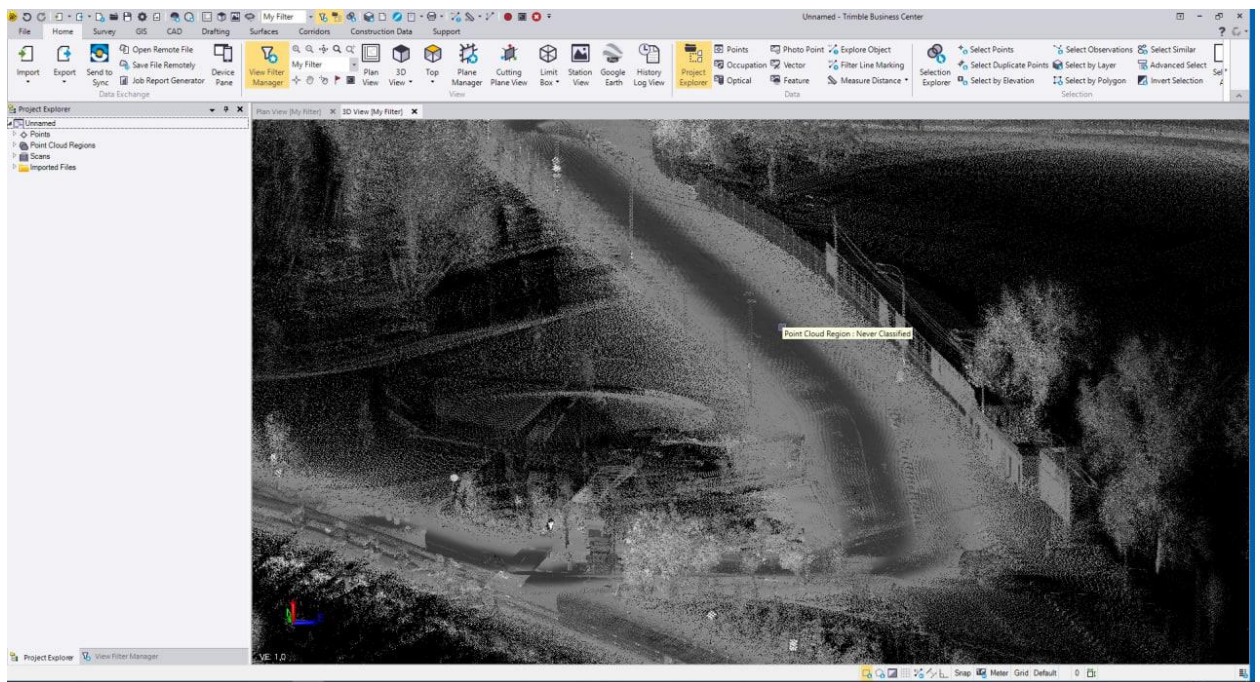 My Filter
Unnamed - Trimble Business Center
File Home Survey GIS CAD Drafting Surfaces Corridors Construction Data Support
Import
Export
Send to Sync
Open Remote File
Save File Remotely
Job Report Generator
Device Pane
Data Exchange
View Filter Manager
My Filter
Plan View
3D View
Top
Plane Manager
Cutting Plane View
Limit Box
Station View
Google Earth
History Log View
View
Project Explorer
Points
Occupation
Optical
Photo Point
Vector
Feature
Explore Object
Filter Line Marking
Measure Distance
Data
Selection Explorer
Select Points
Select Duplicate Points
Select by Elevation
Select Observations
Select by Layer
Select by Polygon
Select Similar
Advanced Select
Invert Selection
Sel
Selection
Project Explorer
Plan View [My Filter]
3D View [My Filter]
Unnamed
Points
Point Cloud Regions
Scans
Imported Files
Point Cloud Region : Never Classified
VE: 1,0
Project Explorer
View Filter Manager
Snap Meter Grid Default 0